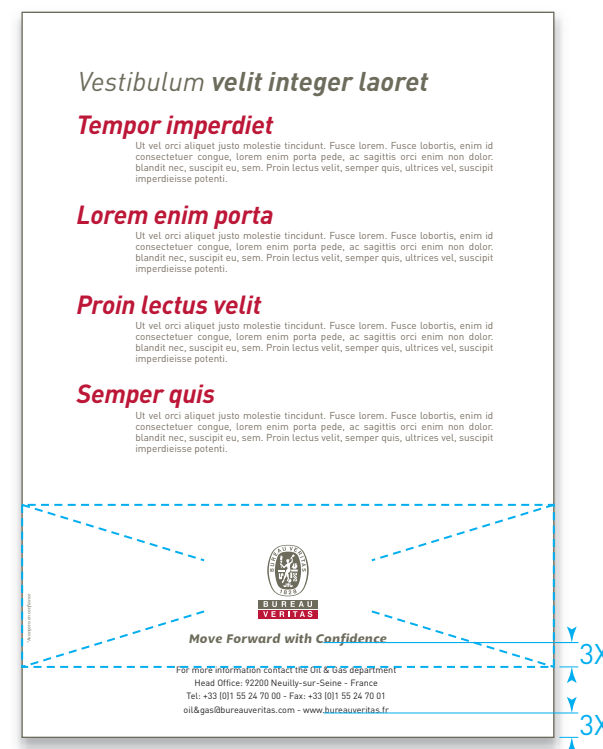 Vestibulum velit integer laoret
Tempor imperdiet
Ut vel orci aliquet justo molestie tincidunt. Fusce lorem. Fusce lobortis, enim id
consectetuer congue, lorem enim porta pede, ac sagittis orci enim non dolor.
blandit nec, suscipit eu, sem. Proin lectus velit, semper quis, ultrices vel, suscipit
imperdieisse potenti.
Lorem enim porta
Ut vel orci aliquet justo molestie tincidunt. Fusce lorem. Fusce lobortis, enim id
consectetuer congue, lorem enim porta pede, ac sagittis orci enim non dolor.
blandit nec, suscipit eu, sem. Proin lectus velit, semper quis, ultrices vel, suscipit
imperdieisse potenti.
Proin lectus velit
Ut vel orci aliquet justo molestie tincidunt. Fusce lorem. Fusce lobortis, enim id
consectetuer congue, lorem enim porta pede, ac sagittis orci enim non dolor.
blandit nec, suscipit eu, sem. Proin lectus velit, semper quis, ultrices vel, suscipit
imperdieisse potenti.
Semper quis
Ut vel orci aliquet justo molestie tincidunt. Fusce lorem. Fusce lobortis, enim id
consectetuer congue, lorem enim porta pede, ac sagittis orci enim non dolor.
blandit nec, suscipit eu, sem. Proin lectus velit, semper quis, ultrices vel, suscipit
imperdieisse potenti.
BUREAU VERITAS
1828
BUREAU
VERITAS
Move Forward with Confidence
3X
For more information contact the Oil & Gas department
Head Office: 92200 Neuilly-sur-Seine - France
Tel: +33 (0)1 55 24 70 00 - Fax: +33 (0)1 55 24 70 01
oil&gas@bureauveritas.com - www.bureauveritas.fr
3X